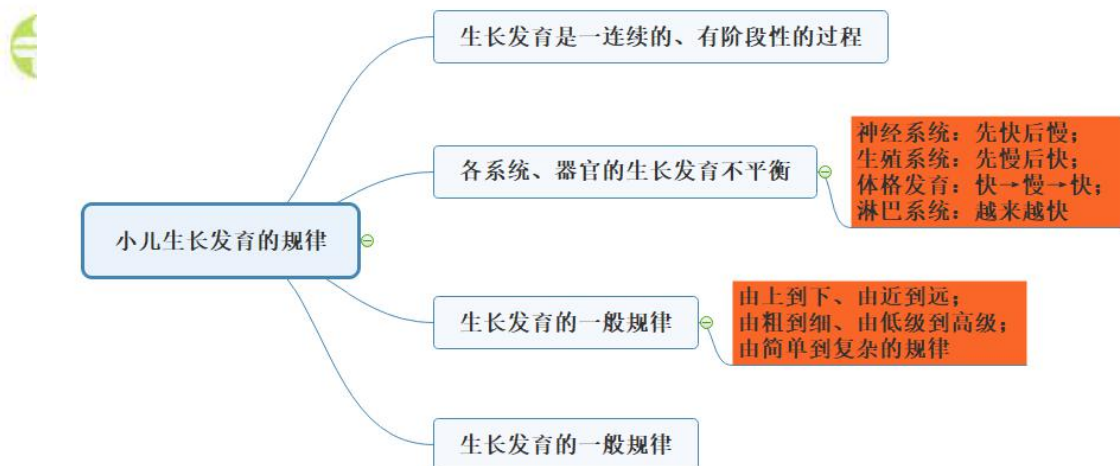 生长发育是一连续的、有阶段性的过程
各系统、器官的生长发育不平衡
神经系统：先快后慢；
生殖系统：先慢后快；
体格发育：快→慢→快；
淋巴系统：越来越快
小儿生长发育的规律
生长发育的一般规律
由上到下、由近到远；
由粗到细、由低级到高级；
由简单到复杂的规律
生长发育的一般规律